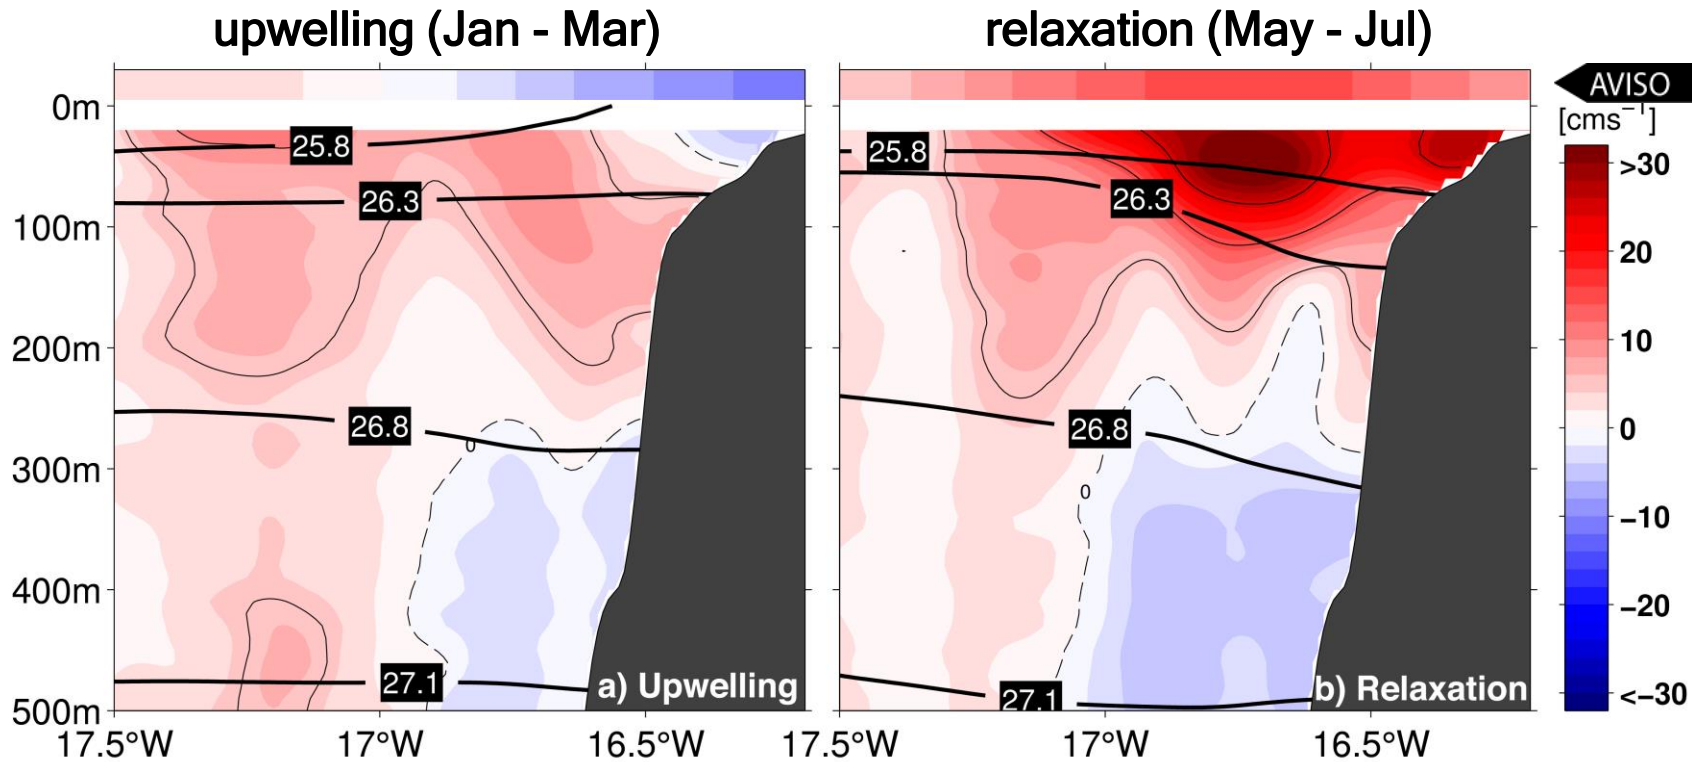 upwelling (Jan - Mar) relaxation (May - Jul)
AVISO
[cms⁻¹]
0m
100m
200m
300m
400m
500m
25.8
26.3
26.8
0
27.1
a) Upwelling
17.5°W 17°W 16.5°W
25.8
26.3
26.8
0
27.1
b) Relaxation
17.5°W 17°W 16.5°W
>30
20
10
0
−10
−20
<−30